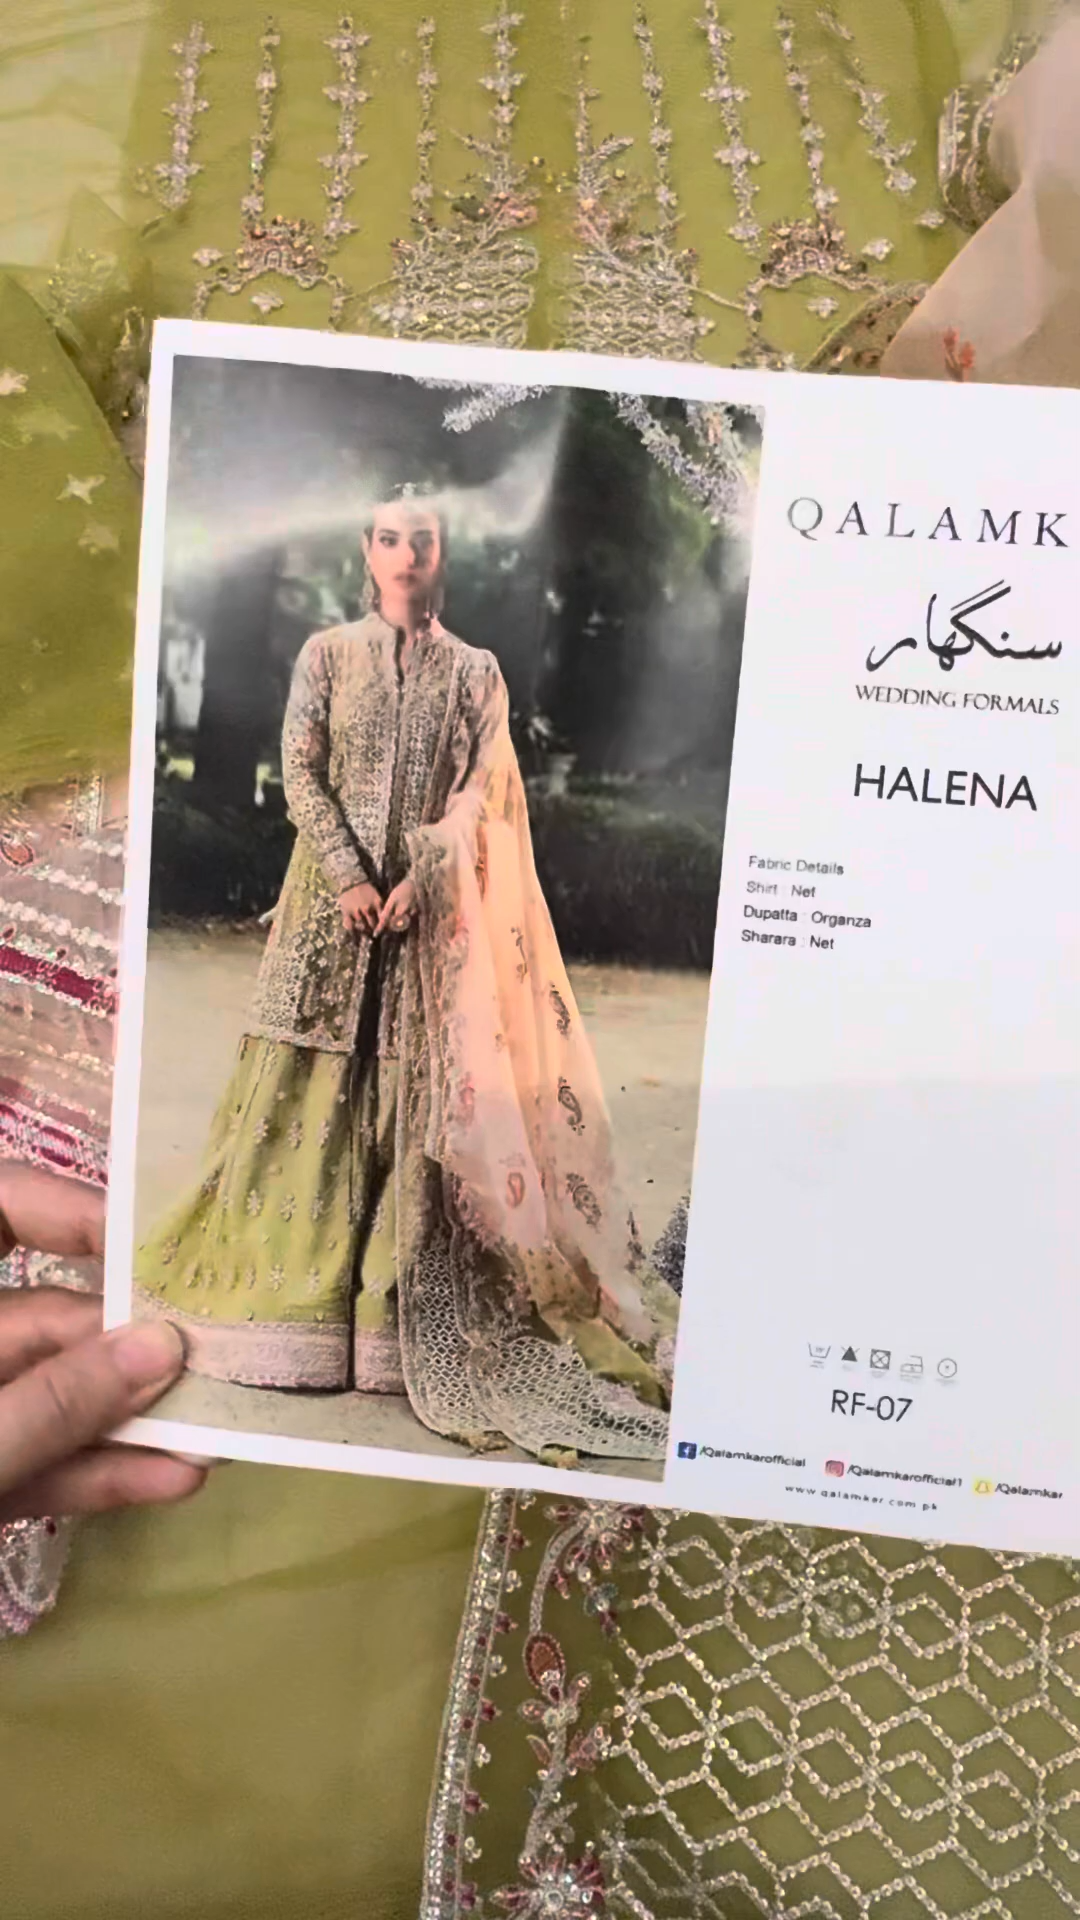 QALAMK
سنگھار
WEDDING FORMALS
HALENA
Fabric Details
Shirt : Net
Dupatta : Organza
Sharara : Net
RF-07
/Qalamkarofficial
/Qalamkarofficial1
/Qalamkar
www.qalamkar.com.pk